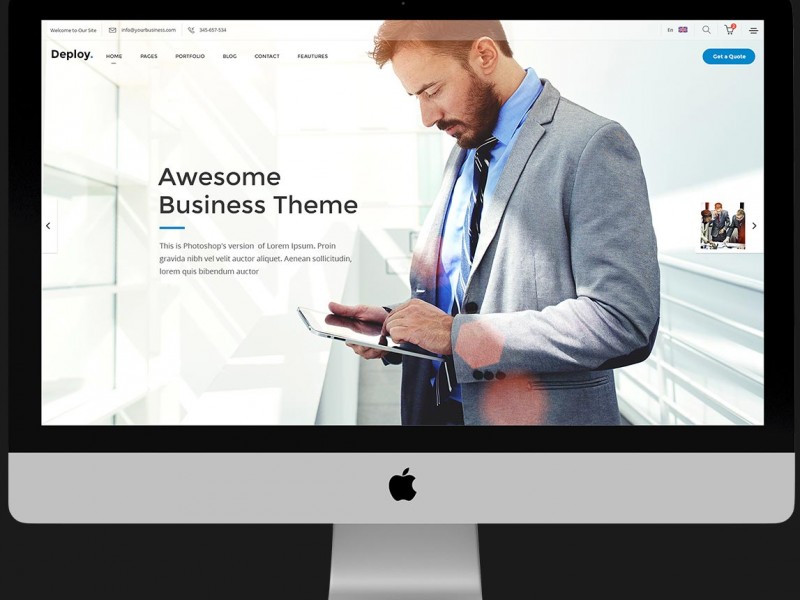 Welcome to Our Site
info@yourbusiness.com
345-657-534
En
2
Deploy.
HOME
PAGES
PORTFOLIO
BLOG
CONTACT
FEAUTURES
Get a Quote
Awesome
Business Theme
This is Photoshop's version of Lorem Ipsum. Proin
gravida nibh vel velit auctor aliquet. Aenean sollicitudin,
lorem quis bibendum auctor